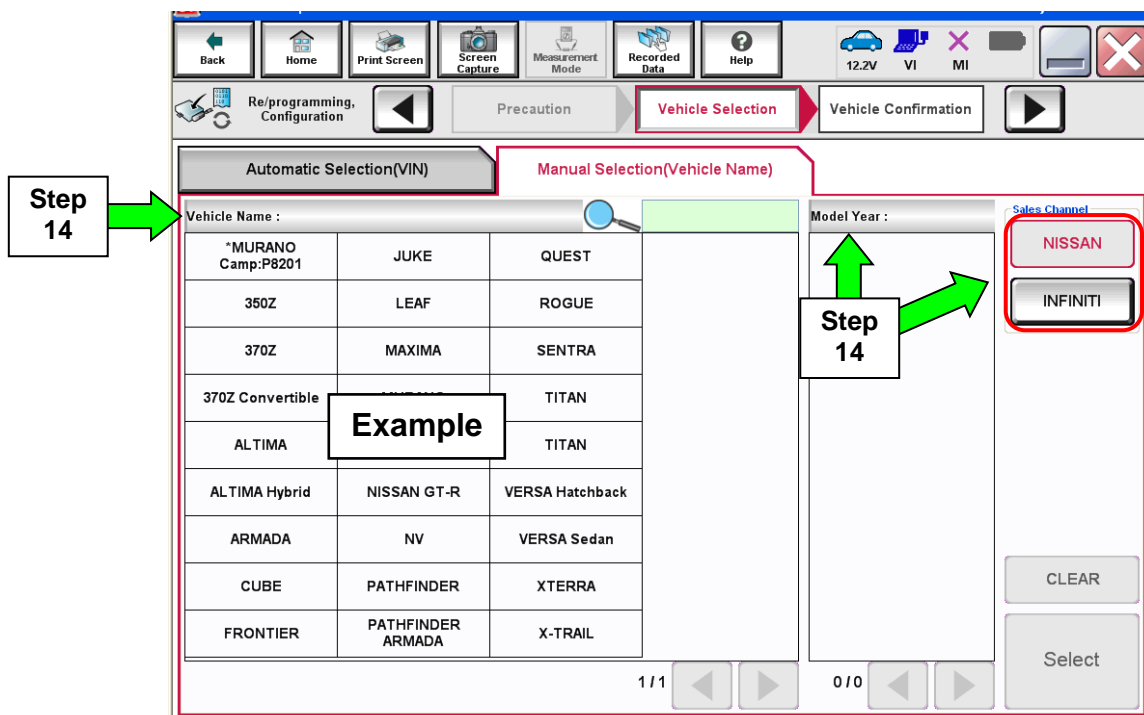 Back
Home
Print Screen
Screen
Capture
Measurement
Mode
Recorded
Data
Help
12.2V
VI
MI
Re/programming,
Configuration
Precaution
Vehicle Selection
Vehicle Confirmation
Automatic Selection(VIN)
Manual Selection(Vehicle Name)
Step
14
Vehicle Name :
Model Year :
Sales Channel
*MURANO
Camp:P8201
JUKE
QUEST
NISSAN
350Z
LEAF
ROGUE
INFINITI
Step
14
370Z
MAXIMA
SENTRA
370Z Convertible
TITAN
Example
ALTIMA
TITAN
ALTIMA Hybrid
NISSAN GT-R
VERSA Hatchback
ARMADA
NV
VERSA Sedan
CUBE
PATHFINDER
XTERRA
CLEAR
FRONTIER
PATHFINDER
ARMADA
X-TRAIL
Select
1/1
0/0